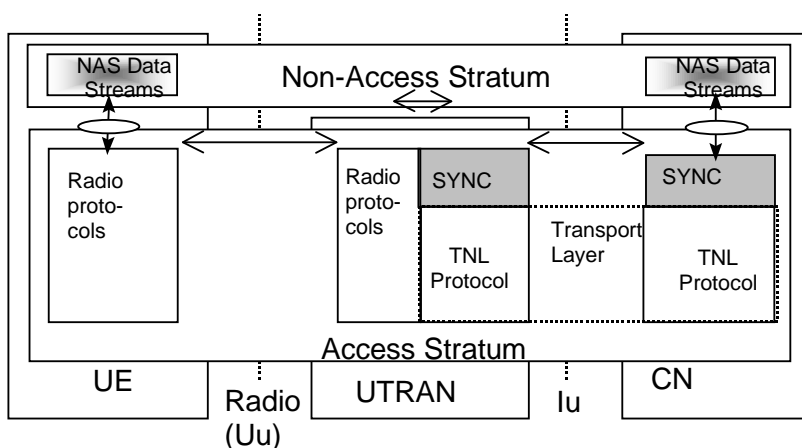 NAS Data
Streams
Non-Access Stratum
NAS Data
Streams
Radio
proto-
cols
Radio
proto-
cols
SYNC
TNL
Protocol
Transport
Layer
SYNC
TNL
Protocol
Access Stratum
UE
Radio
(Uu)
UTRAN
Iu
CN